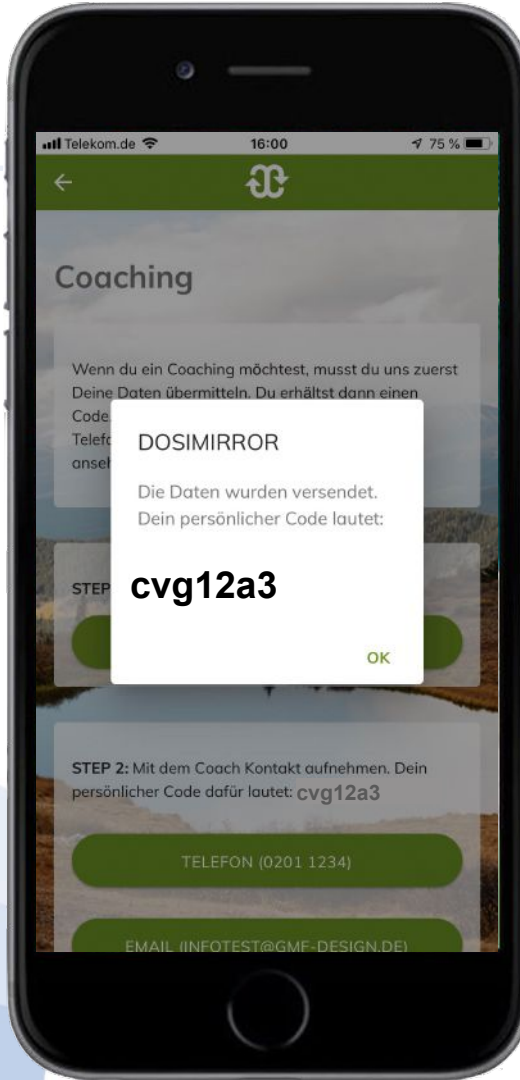 Telekom.de
16:00
75 %
Coaching
Wenn du ein Coaching möchtest, musst du uns zuerst
Deine Daten übermitteln. Du erhältst dann einen
Code
Telefo
anseh
DOSIMIRROR
Die Daten wurden versendet.
Dein persönlicher Code lautet:
cvg12a3
OK
STEP
STEP 2: Mit dem Coach Kontakt aufnehmen. Dein
persönlicher Code dafür lautet: cvg12a3
TELEFON (0201 1234)
EMAIL (INFOTEST@GMF-DESIGN.DE)